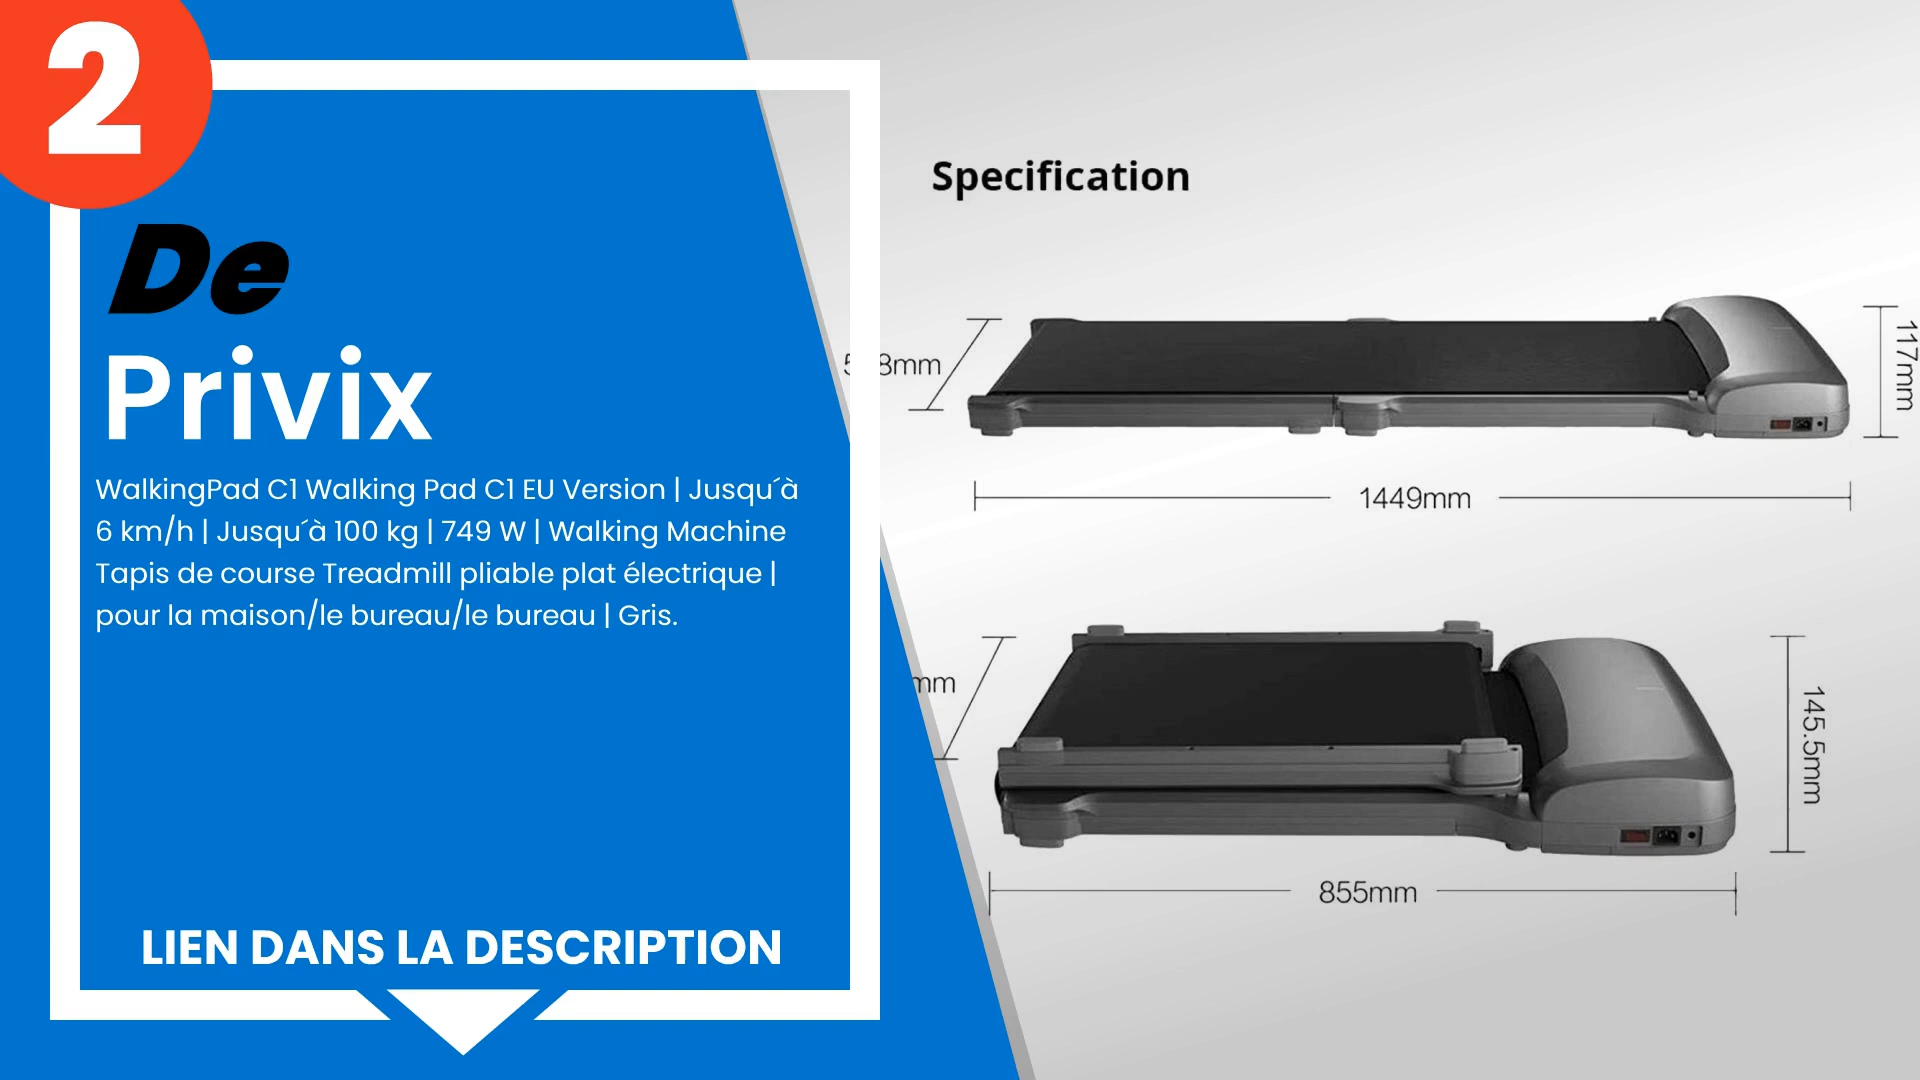 2
De
Privix
WalkingPad C1 Walking Pad C1 EU Version | Jusqu´à
6 km/h | Jusqu´à 100 kg | 749 W | Walking Machine
Tapis de course Treadmill pliable plat électrique |
pour la maison/le bureau/le bureau | Gris.
LIEN DANS LA DESCRIPTION
Specification
117mm
1449mm
145.5mm
855mm